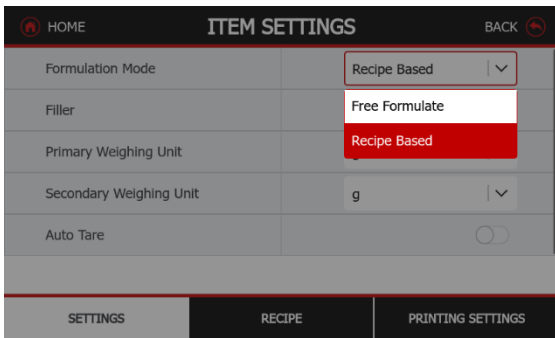 HOME
ITEM SETTINGS
BACK
Formulation Mode
Recipe Based
Filler
Free Formulate
Recipe Based
Primary Weighing Unit
Secondary Weighing Unit
g
Auto Tare
SETTINGS
RECIPE
PRINTING SETTINGS